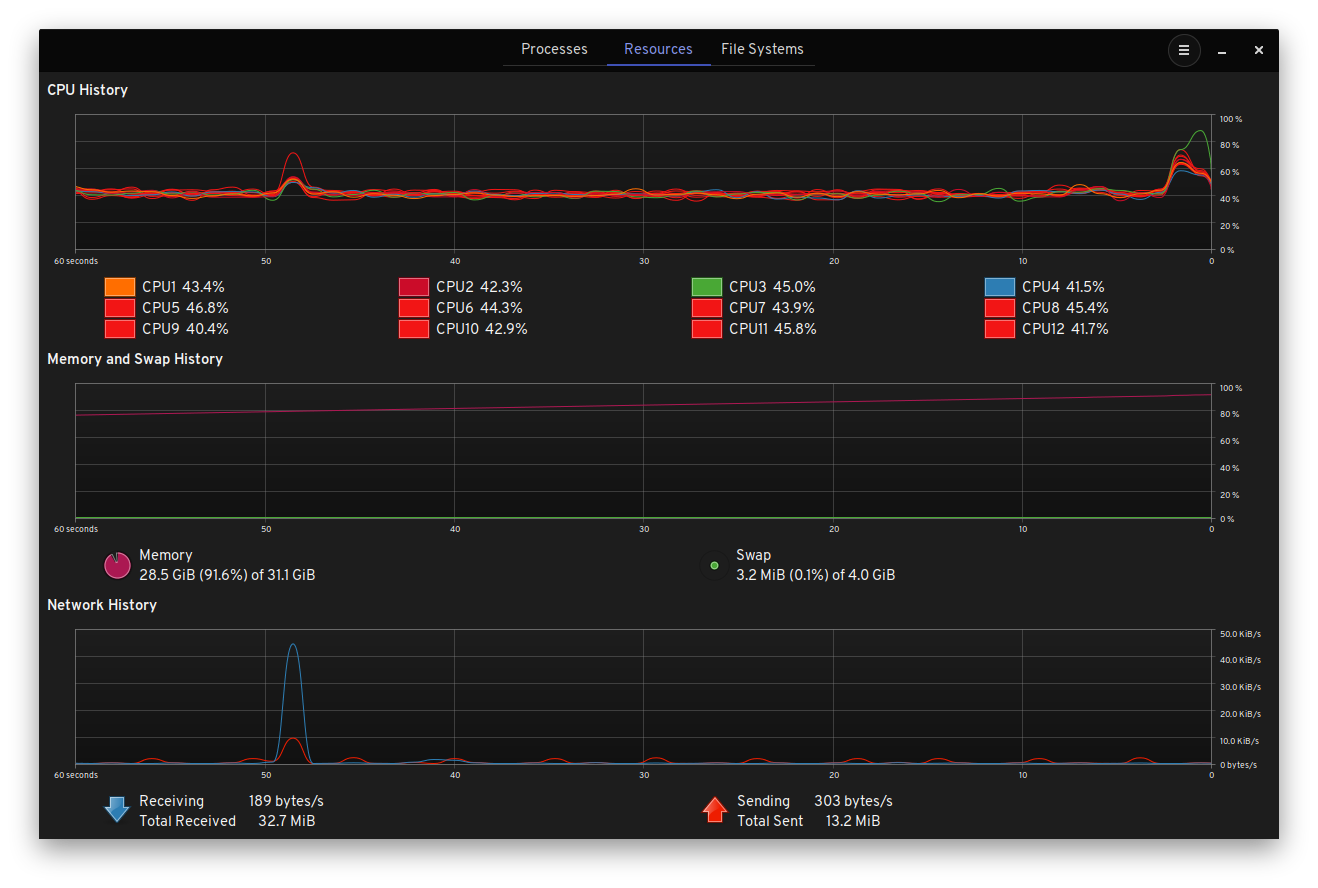 Processes Resources File Systems
CPU History
100 %
80 %
60 %
40 %
20 %
0 %
60 seconds 50 40 30 20 10 0
CPU1 43.4% CPU2 42.3% CPU3 45.0% CPU4 41.5%
CPU5 46.8% CPU6 44.3% CPU7 43.9% CPU8 45.4%
CPU9 40.4% CPU10 42.9% CPU11 45.8% CPU12 41.7%
Memory and Swap History
100 %
80 %
60 %
40 %
20 %
0 %
60 seconds 50 40 30 20 10 0
Memory Swap
28.5 GiB (91.6%) of 31.1 GiB 3.2 MiB (0.1%) of 4.0 GiB
Network History
50.0 KiB/s
40.0 KiB/s
30.0 KiB/s
20.0 KiB/s
10.0 KiB/s
0 bytes/s
60 seconds 50 40 30 20 10 0
Receiving 189 bytes/s Sending 303 bytes/s
Total Received 32.7 MiB Total Sent 13.2 MiB